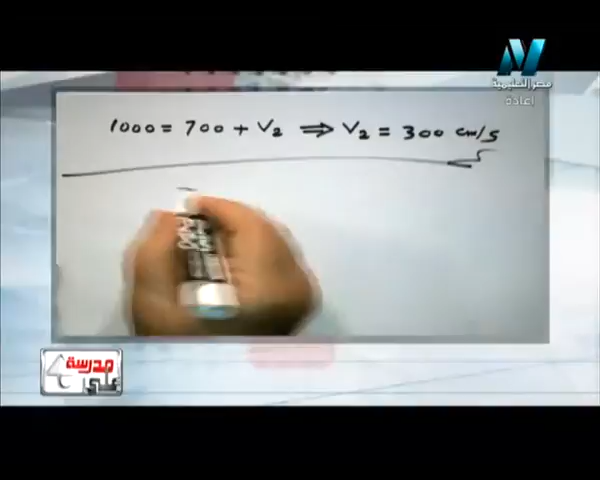 مصر التعليمية
إعادة
1000 = 700 + V₂ ⇒ V₂ = 300 cm/s
مدرسة
على